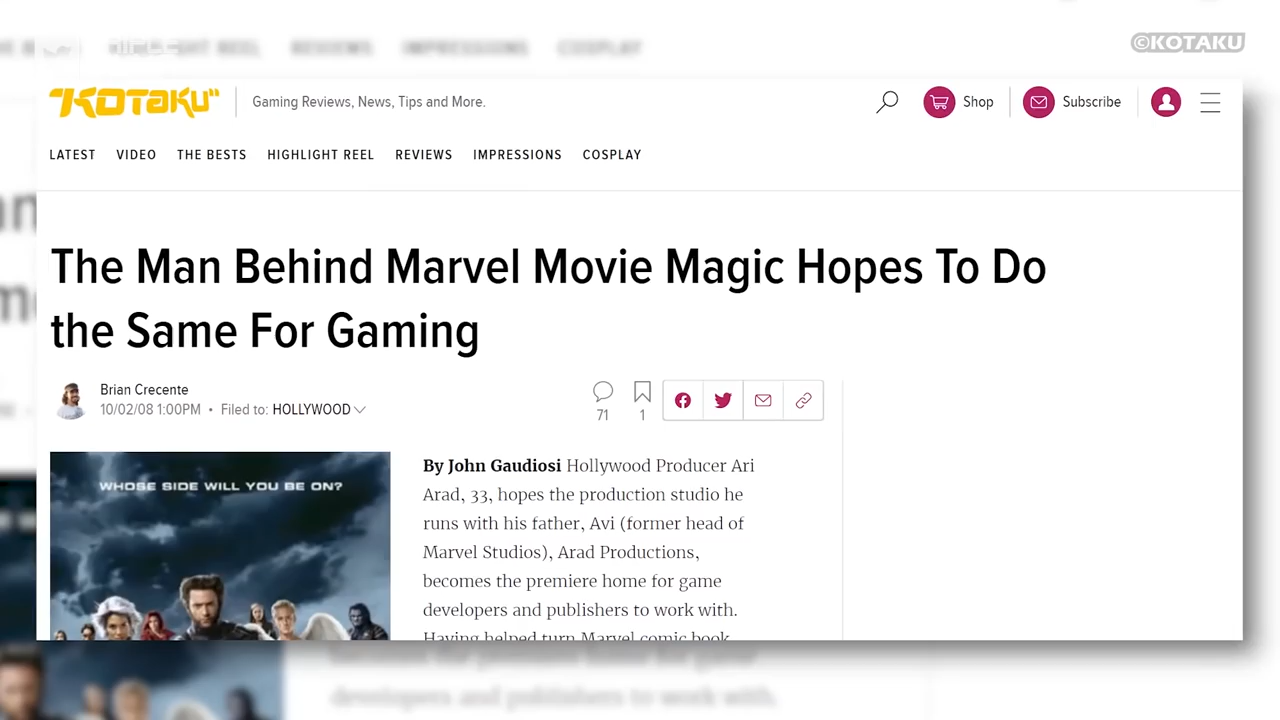 ©KOTAKU
"KOTAKU"
Gaming Reviews, News, Tips and More.
Shop
Subscribe
LATEST VIDEO THE BESTS HIGHLIGHT REEL REVIEWS IMPRESSIONS COSPLAY
The Man Behind Marvel Movie Magic Hopes To Do
the Same For Gaming
Brian Crecente
10/02/08 1:00PM • Filed to: HOLLYWOOD
71
1
WHOSE SIDE WILL YOU BE ON?
By John Gaudiosi Hollywood Producer Ari
Arad, 33, hopes the production studio he
runs with his father, Avi (former head of
Marvel Studios), Arad Productions,
becomes the premiere home for game
developers and publishers to work with.
Having helped turn Marvel comic book